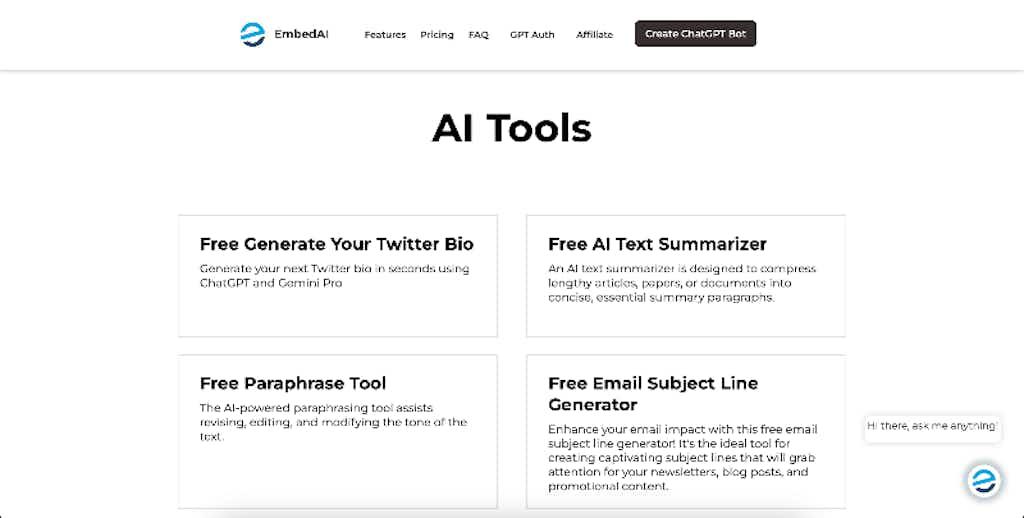 EmbedAI
Features Pricing FAQ GPT Auth Affiliate Create ChatGPT Bot
AI Tools
Free Generate Your Twitter Bio
Generate your next Twitter bio in seconds using
ChatGPT and Gemini Pro
Free AI Text Summarizer
An AI text summarizer is designed to compress
lengthy articles, papers, or documents into
concise, essential summary paragraphs.
Free Paraphrase Tool
The AI-powered paraphrasing tool assists
revising, editing, and modifying the tone of the
text.
Free Email Subject Line
Generator
Enhance your email impact with this free email
subject line generator! It's the ideal tool for
creating captivating subject lines that will grab
attention for your newsletters, blog posts, and
promotional content.
Hi there, ask me anything!